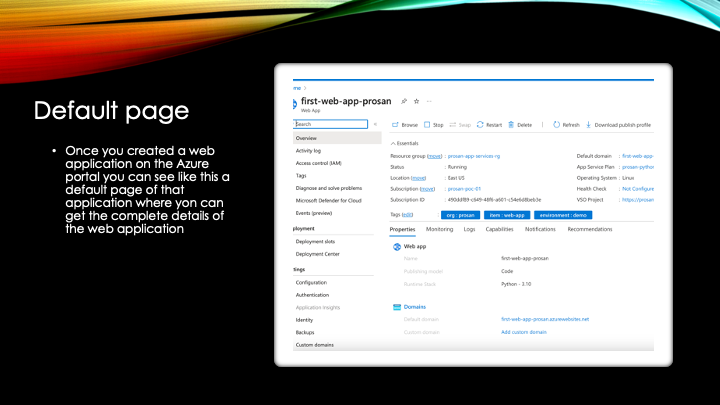 Default page
• Once you created a web
application on the Azure
portal you can see like this a
default page of that
application where yon can
get the complete details of
the web application
me >
first-web-app-prosan
Web App
Search
Browse Stop Swap Restart Delete Refresh Download publish profile
Overview
Activity log
Access control (IAM)
Tags
Diagnose and solve problems
Microsoft Defender for Cloud
Events (preview)
ployment
Deployment slots
Deployment Center
tings
Configuration
Authentication
Application Insights
Identity
Backups
Custom domains
Essentials
Resource group (move) : prosan-app-services-rg
Status : Running
Location (move) : East US
Subscription (move) : prosan-poc-01
Subscription ID :
Default domain : first-web-app
App Service Plan : prosan-python
Operating System : Linux
Health Check : Not Configure
VSO Project : https://prosan
Tags (edit) org : prosan item : web-app environment : demo
Properties Monitoring Logs Capabilities Notifications Recommendations
Web app
Name first-web-app-prosan
Publishing model Code
Runtime Stack Python - 3.10
Domains
Default domain first-web-app-prosan.azurewebsites.net
Custom domain Add custom domain